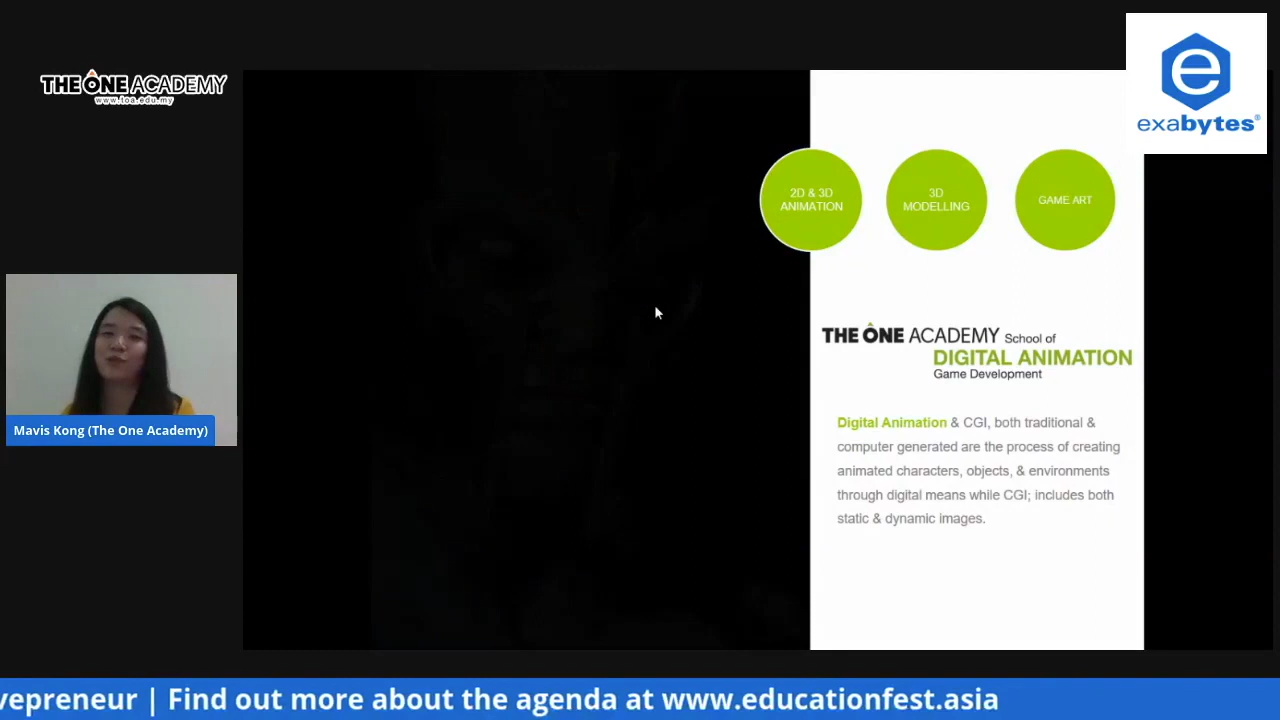 THE ONE ACADEMY
www.toa.edu.my
e
exabytes®
2D & 3D
ANIMATION
3D
MODELLING
GAME ART
THE ONE ACADEMY School of
DIGITAL ANIMATION
Game Development
Digital Animation & CGI, both traditional &
computer generated are the process of creating
animated characters, objects, & environments
through digital means while CGI; includes both
static & dynamic images.
Mavis Kong (The One Academy)
vepreneur | Find out more about the agenda at www.educationfest.asia